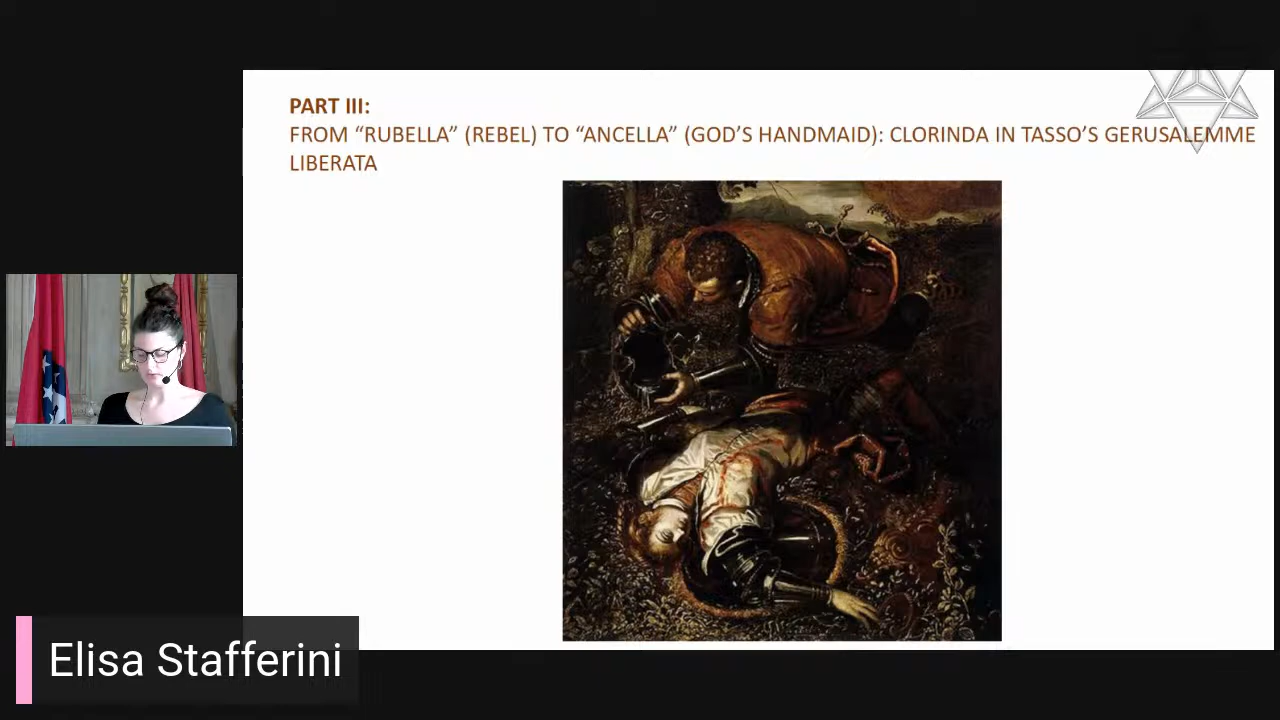 PART III:
FROM “RUBELLA” (REBEL) TO “ANCELLA” (GOD’S HANDMAID): CLORINDA IN TASSO’S GERUSALEMME
LIBERATA
Elisa Stafferini